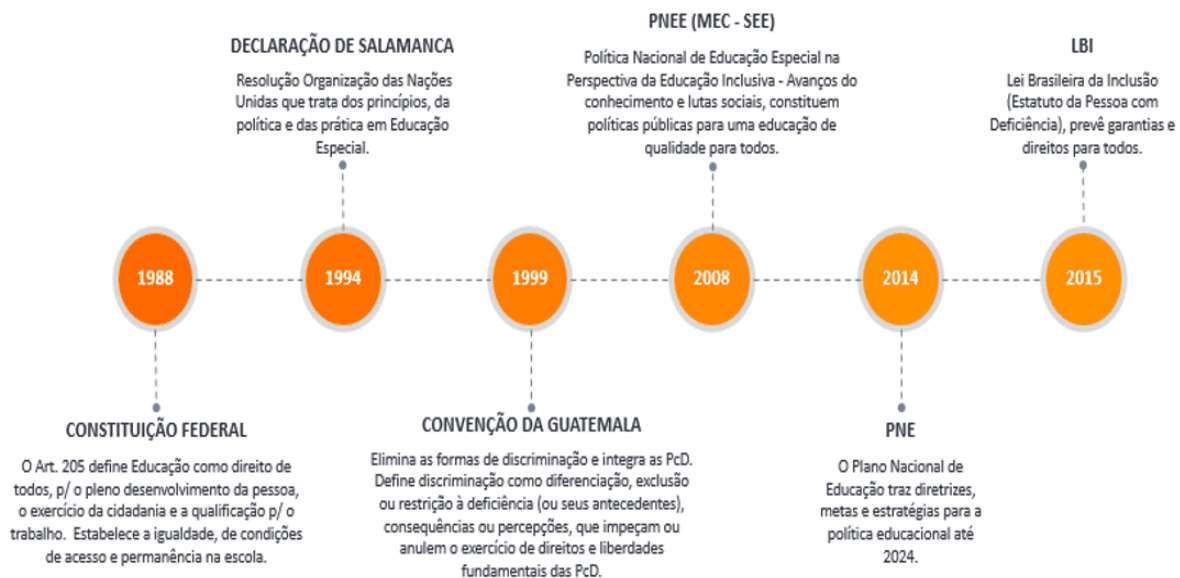 DECLARAÇÃO DE SALAMANCA
Resolução Organização das Nações
Unidas que trata dos princípios, da
política e das prática em Educação
Especial.
PNEE (MEC - SEE)
Política Nacional de Educação Especial na
Perspectiva da Educação Inclusiva - Avanços do
conhecimento e lutas sociais, constituem
políticas públicas para uma educação de
qualidade para todos.
LBI
Lei Brasileira da Inclusão
(Estatuto da Pessoa com
Deficiência), prevê garantias e
direitos para todos.
1988
1994
1999
2008
2014
2015
CONSTITUIÇÃO FEDERAL
O Art. 205 define Educação como direito de
todos, p/ o pleno desenvolvimento da pessoa,
o exercício da cidadania e a qualificação p/ o
trabalho. Estabelece a igualdade, de condições
de acesso e permanência na escola.
CONVENÇÃO DA GUATEMALA
Elimina as formas de discriminação e integra as PcD.
Define discriminação como diferenciação, exclusão
ou restrição à deficiência (ou seus antecedentes),
consequências ou percepções, que impeçam ou
anulem o exercício de direitos e liberdades
fundamentais das PcD.
PNE
O Plano Nacional de
Educação traz diretrizes,
metas e estratégias para a
política educacional até
2024.